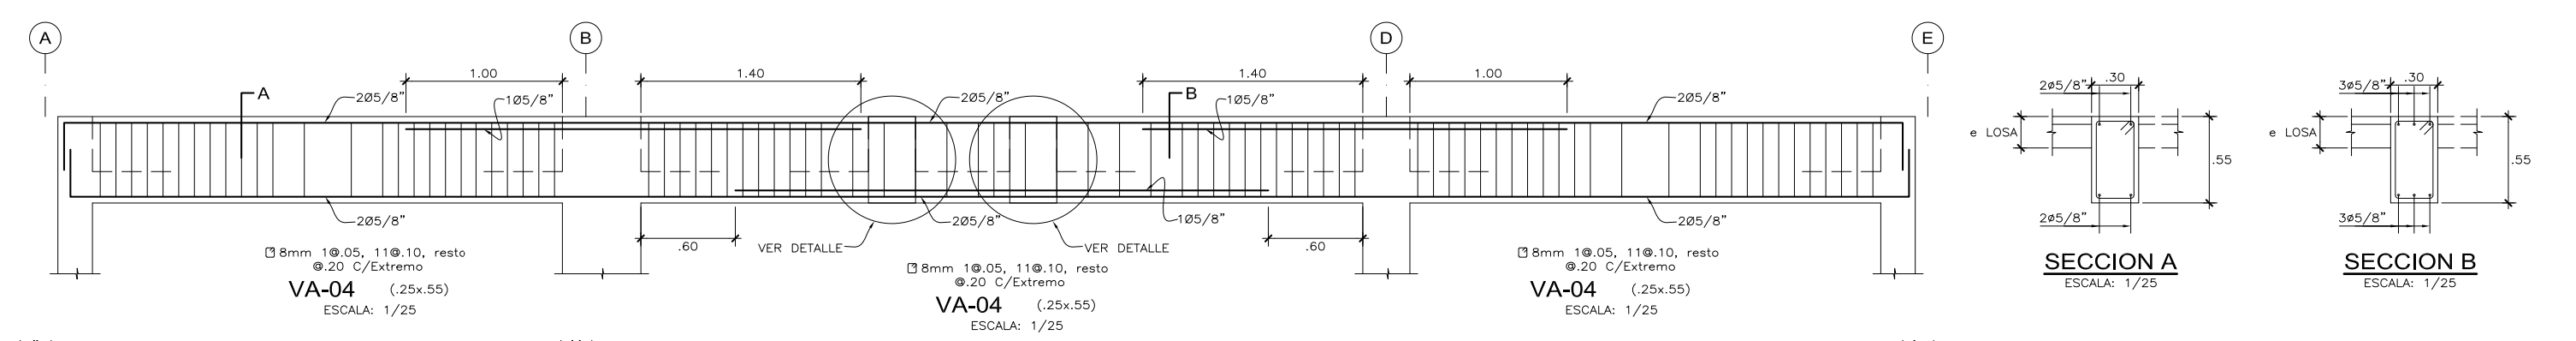 A
B
D
E
1.00
1.40
1.40
1.00
A
2Ø5/8"
1Ø5/8"
2Ø5/8"
B
1Ø5/8"
2Ø5/8"
2Ø5/8"
2Ø5/8"
1Ø5/8"
2Ø5/8"
.60
VER DETALLE
VER DETALLE
.60
8mm 1@.05, 11@.10, resto
@.20 C/Extremo
VA-04 (.25x.55)
ESCALA: 1/25
8mm 1@.05, 11@.10, resto
@.20 C/Extremo
VA-04 (.25x.55)
ESCALA: 1/25
8mm 1@.05, 11@.10, resto
@.20 C/Extremo
VA-04 (.25x.55)
ESCALA: 1/25
2ø5/8" .30
e LOSA
.55
2ø5/8"
SECCION A
ESCALA: 1/25
3ø5/8" .30
e LOSA
.55
3ø5/8"
SECCION B
ESCALA: 1/25